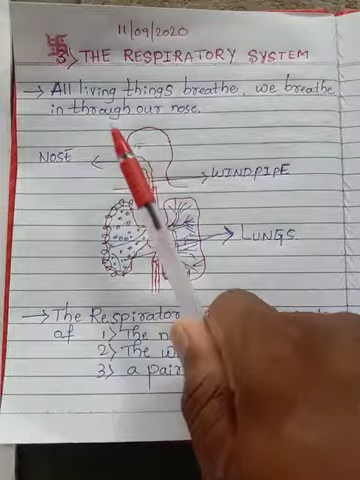 11/09/2020
3> THE RESPIRATORY SYSTEM
→ All living things breathe, we breathe
in through our nose.
NOSE
WINDPIPE
LUNGS
→ The Respirator
of 1> The n
2> The w
3> a pair